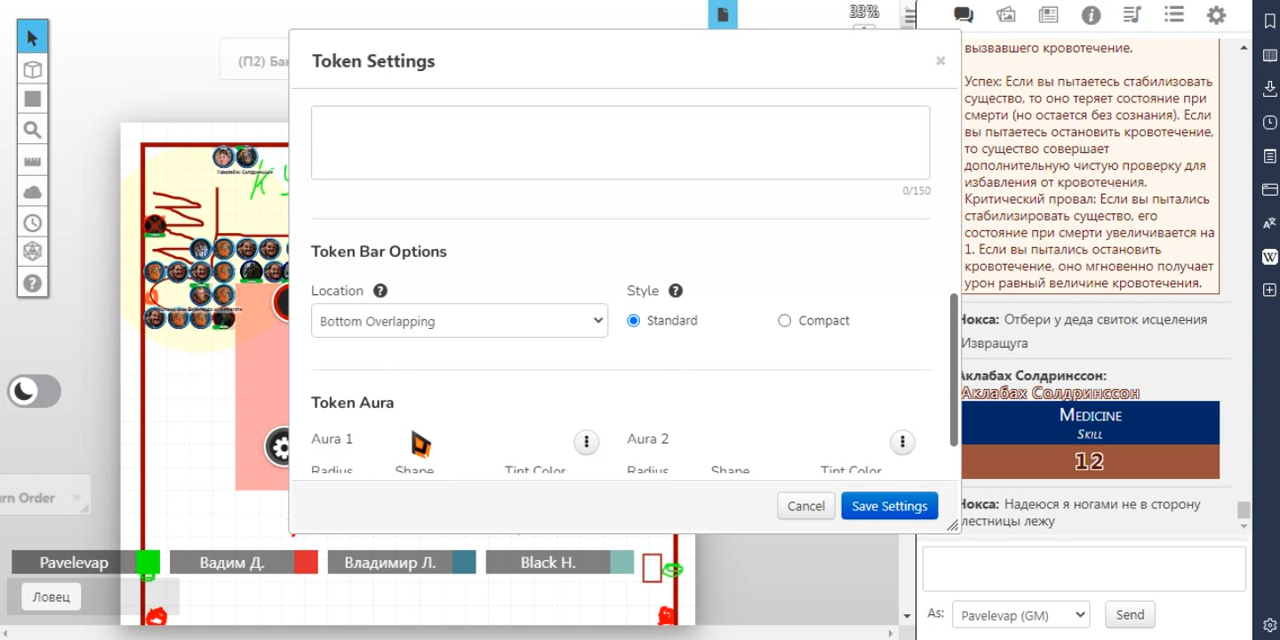 33%
(П2) Бан
Token Settings
×
0/150
Token Bar Options
Location ?
Style ?
Bottom Overlapping
Standard
Compact
Token Aura
Aura 1
Aura 2
Radius
Shape
Tint Color
Radius
Shape
Tint Color
Cancel
Save Settings
вызвавшего кровотечение.
Успех: Если вы пытаетесь стабилизовать
существо, то оно теряет состояние при
смерти (но остается без сознания). Если
вы пытаетесь остановить кровотечение,
то существо совершает
дополнительную чистую проверку для
избавления от кровотечения.
Критический провал: Если вы пытались
стабилизировать существо, его
состояние при смерти увеличивается на
1. Если вы пытались остановить
кровотечение, оно мгновенно получает
урон равный величине кровотечения.
Нокса: Отбери у деда свиток исцеления
Извращуга
Аклабах Солдринссон:
Аклабах Солдринссон
MEDICINE
SKILL
12
Нокса: Надеюся я ногами не в сторону
лестницы лежу
As:
Pavelevap (GM)
Send
rn Order ×
Pavelevap
Вадим Д.
Владимир Л.
Black H.
Ловец